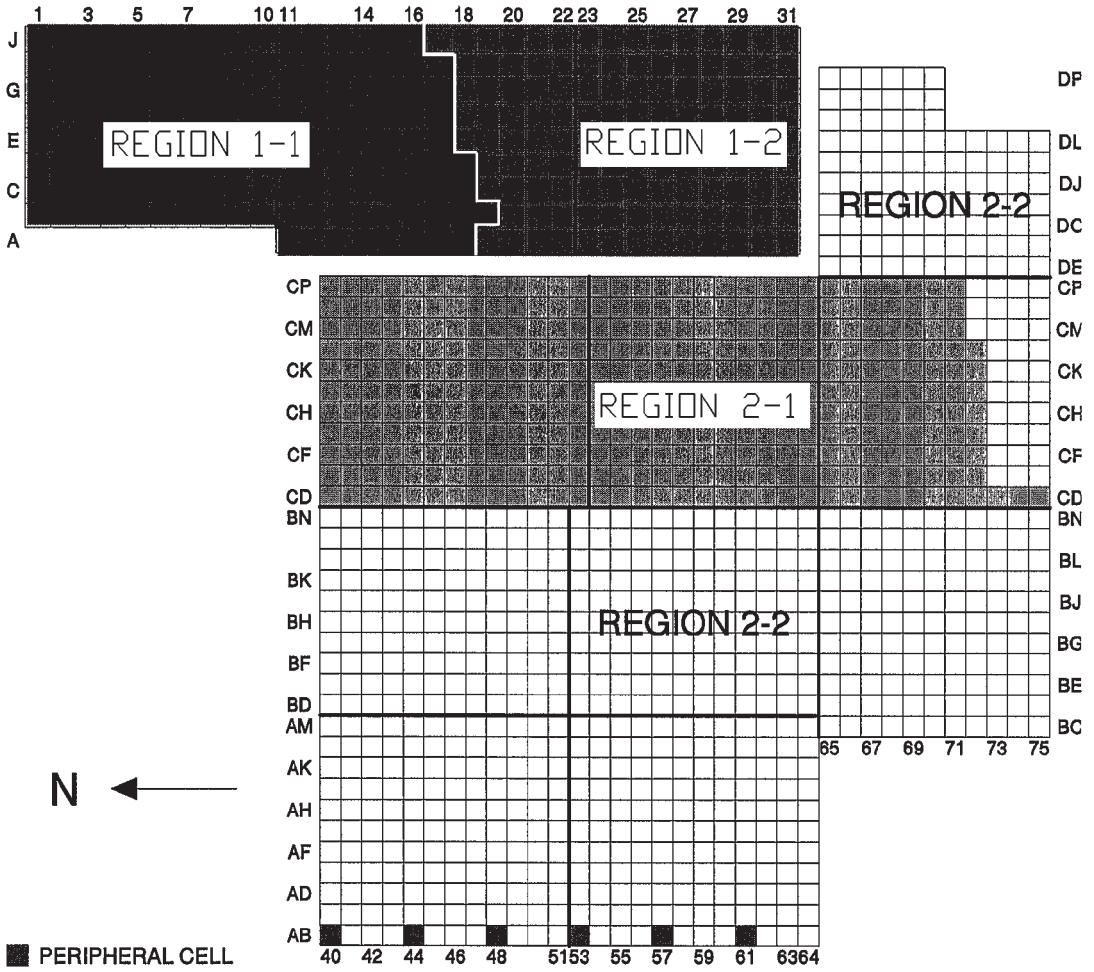 1 3 5 7 10 11 14 16 18 20 22 23 25 27 29 31
J
G
E
C
A
REGION 1-1
REGION 1-2
DP
DL
DJ
REGION 2-2
DC
DE
CP
CM
CK
CH
CF
CD
REGION 2-1
CP
CM
CK
CH
CF
CD
BN
BK
BH
BF
BD
REGION 2-2
BN
BL
BJ
BG
BE
BC
65 67 69 71 73 75
AM
AK
AH
AF
AD
AB
N
40 42 44 46 48 51 53 55 57 59 61 63 64
PERIPHERAL CELL